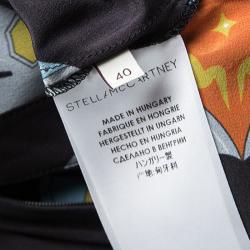 40
STELLA McCARTNEY
MADE IN HUNGARY
FABRIQUE EN HONGRIE
HERGESTELLT IN UNGARN
HECHO EN HUNGRÍA
СДЕЛАНО В ВЕНГРИИ
ハンガリー製
产地:匈牙利